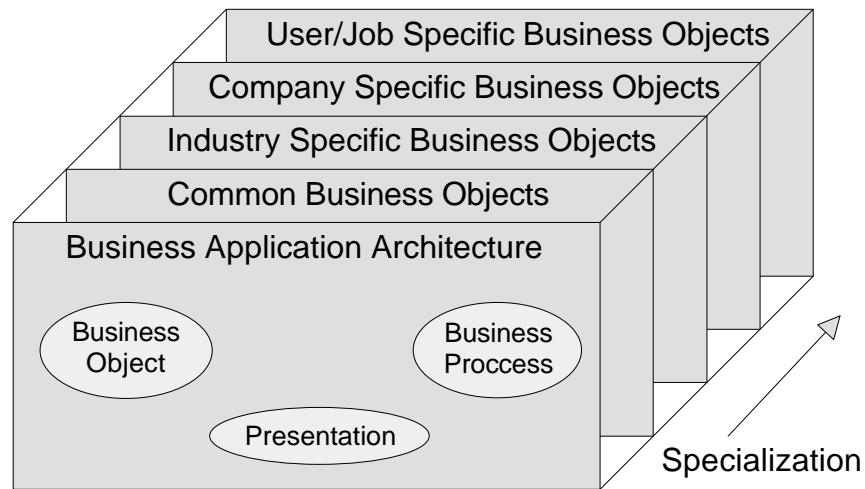 User/Job Specific Business Objects
Company Specific Business Objects
Industry Specific Business Objects
Common Business Objects
Business Application Architecture
Business
Object
Business
Proccess
Presentation
Specialization